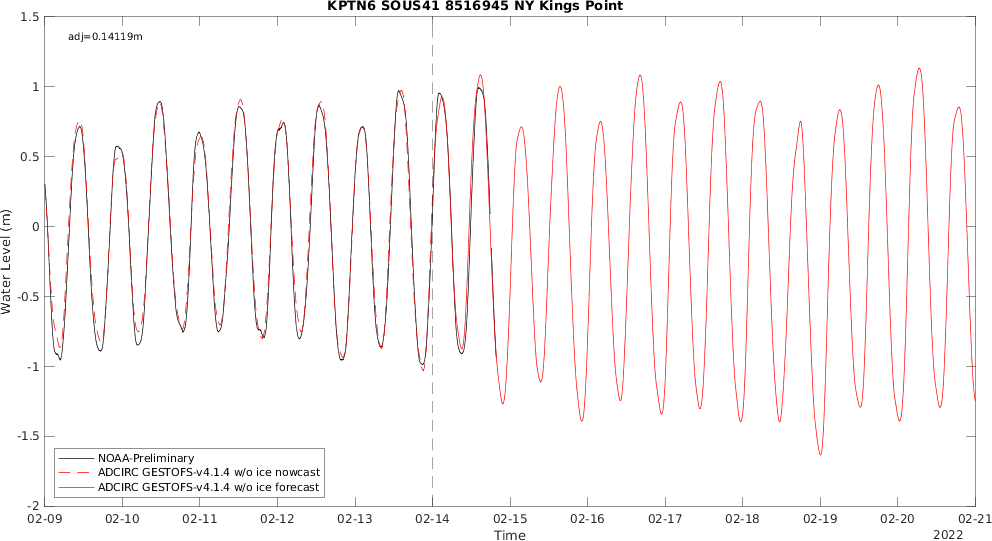 KPTN6 SOUS41 8516945 NY Kings Point
adj=0.14119m
Water Level (m)
1.5
1
0.5
0
-0.5
-1
-1.5
-2
NOAA-Preliminary
ADCIRC GESTOFS-v4.1.4 w/o ice nowcast
ADCIRC GESTOFS-v4.1.4 w/o ice forecast
02-09 02-10 02-11 02-12 02-13 02-14 02-15 02-16 02-17 02-18 02-19 02-20 02-21
Time
2022